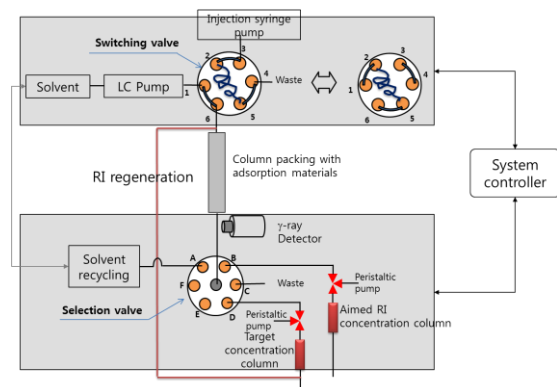 Injection syringe
pump
Switching valve
2
3
4
1
5
6
Solvent
LC Pump
Waste
2
3
4
1
5
6
RI regeneration
Column packing with
adsorption materials
System
controller
γ-ray
Detector
Solvent
recycling
A
B
F
C
E
D
Waste
Selection valve
Peristaltic
pump
Peristaltic
pump
Aimed RI
concentration column
Target
concentration
column